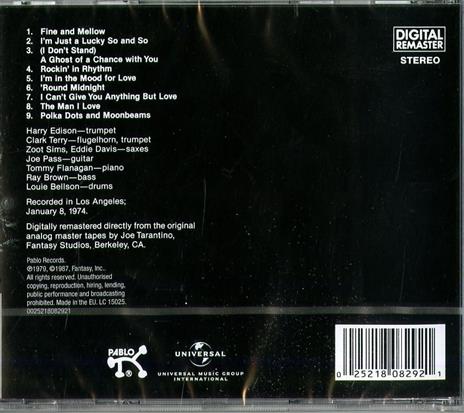 DIGITAL
REMASTER
STEREO
1. Fine and Mellow
2. I'm Just a Lucky So and So
3. (I Don't Stand)
A Ghost of a Chance with You
4. Rockin' in Rhythm
5. I'm in the Mood for Love
6. 'Round Midnight
7. I Can't Give You Anything But Love
8. The Man I Love
9. Polka Dots and Moonbeams
Harry Edison—trumpet
Clark Terry—flugelhorn, trumpet
Zoot Sims, Eddie Davis—saxes
Joe Pass—guitar
Tommy Flanagan—piano
Ray Brown—bass
Louie Bellson—drums
Recorded in Los Angeles;
January 8, 1974.
Digitally remastered directly from the original
analog master tapes by Joe Tarantino,
Fantasy Studios, Berkeley, CA.
Pablo Records.
℗1979, ©1987, Fantasy, Inc..
All rights reserved. Unauthorised
copying, reproduction, hiring, lending,
public performance and broadcasting
prohibited. Made in the EU. LC 15025.
0025218082921
PABLO
UNIVERSAL
UNIVERSAL MUSIC GROUP
INTERNATIONAL
0 25218 08292 1